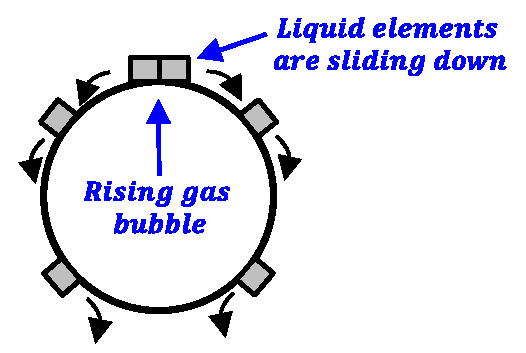 Liquid elements
are sliding down
Rising gas
bubble